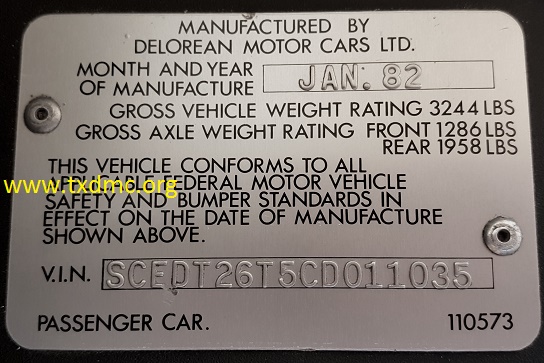 MANUFACTURED BY
DELOREAN MOTOR CARS LTD.
MONTH AND YEAR
OF MANUFACTURE JAN. 82
GROSS VEHICLE WEIGHT RATING 3244 LBS
GROSS AXLE WEIGHT RATING FRONT 1286 LBS
REAR 1958 LBS
THIS VEHICLE CONFORMS TO ALL
www.txdmc.org
FEDERAL MOTOR VEHICLE
SAFETY AND BUMPER STANDARDS IN
EFFECT ON THE DATE OF MANUFACTURE
SHOWN ABOVE.
V.I.N. SCEDT26T5CD011035
PASSENGER CAR. 110573